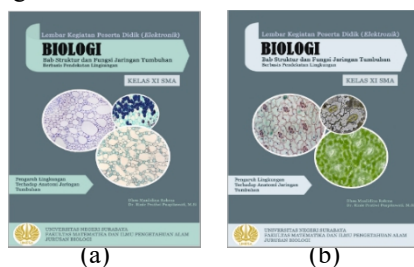 Lembar Kegiatan Peserta Didik (Elektronik)
BIOLOGI
Bab Struktur dan Fungsi Jaringan Tumbuhan
Berbasis Pendekatan Lingkungan
KELAS XI SMA
Pengaruh Lingkungan
Terhadap Anatomi Jaringan
Tumbuhan
UNIVERSITAS NEGERI SURABAYA
FAKULTAS MATEMATIKA DAN ILMU PENGETAHUAN ALAM
JURUSAN BIOLOGI
(a)
Lembar Kegiatan Peserta Didik (Elektronik)
BIOLOGI
Bab Struktur dan Fungsi Jaringan Tumbuhan
Berbasis Pendekatan Lingkungan
KELAS XI SMA
Pengaruh Lingkungan
Terhadap Anatomi Jaringan
Tumbuhan
UNIVERSITAS NEGERI SURABAYA
FAKULTAS MATEMATIKA DAN ILMU PENGETAHUAN ALAM
JURUSAN BIOLOGI
(b)